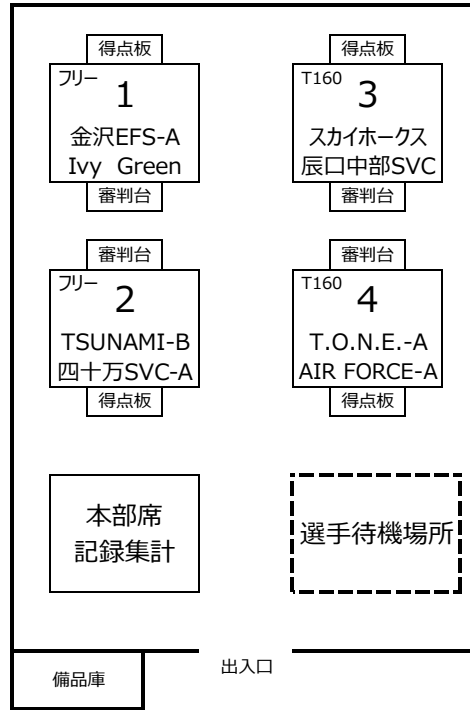 得点板
フリー
1
金沢EFS-A
Ivy Green
審判台
得点板
T160
3
スカイホークス
辰口中部SVC
審判台
審判台
フリー
2
TSUNAMI-B
四十万SVC-A
得点板
審判台
T160
4
T.O.N.E.-A
AIR FORCE-A
得点板
本部席
記録集計
選手待機場所
備品庫
出入口